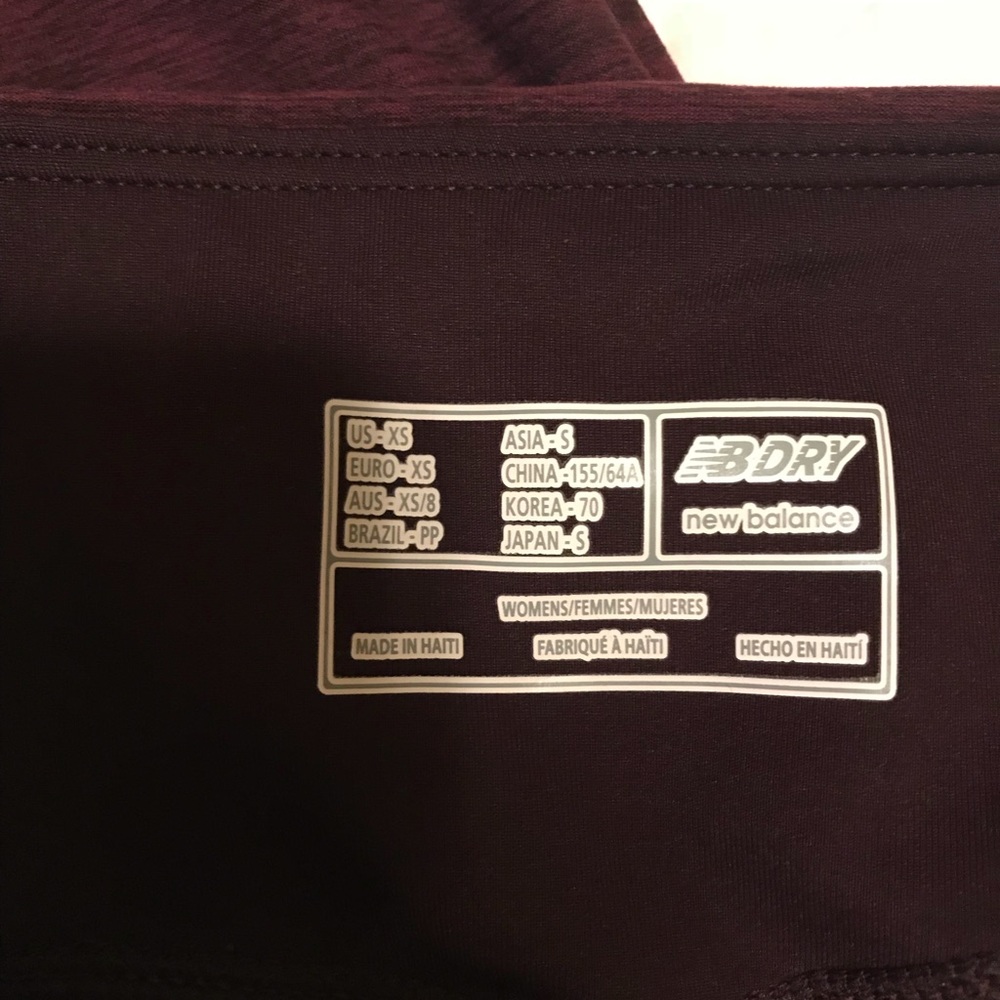 US - XS
EURO - XS
AUS - XS/8
BRAZIL - PP
ASIA - S
CHINA -155/64A
KOREA - 70
JAPAN - S
NB DRY
new balance
WOMENS/FEMMES/MUJERES
MADE IN HAITI
FABRIQUÉ À HAÏTI
HECHO EN HAITÍ